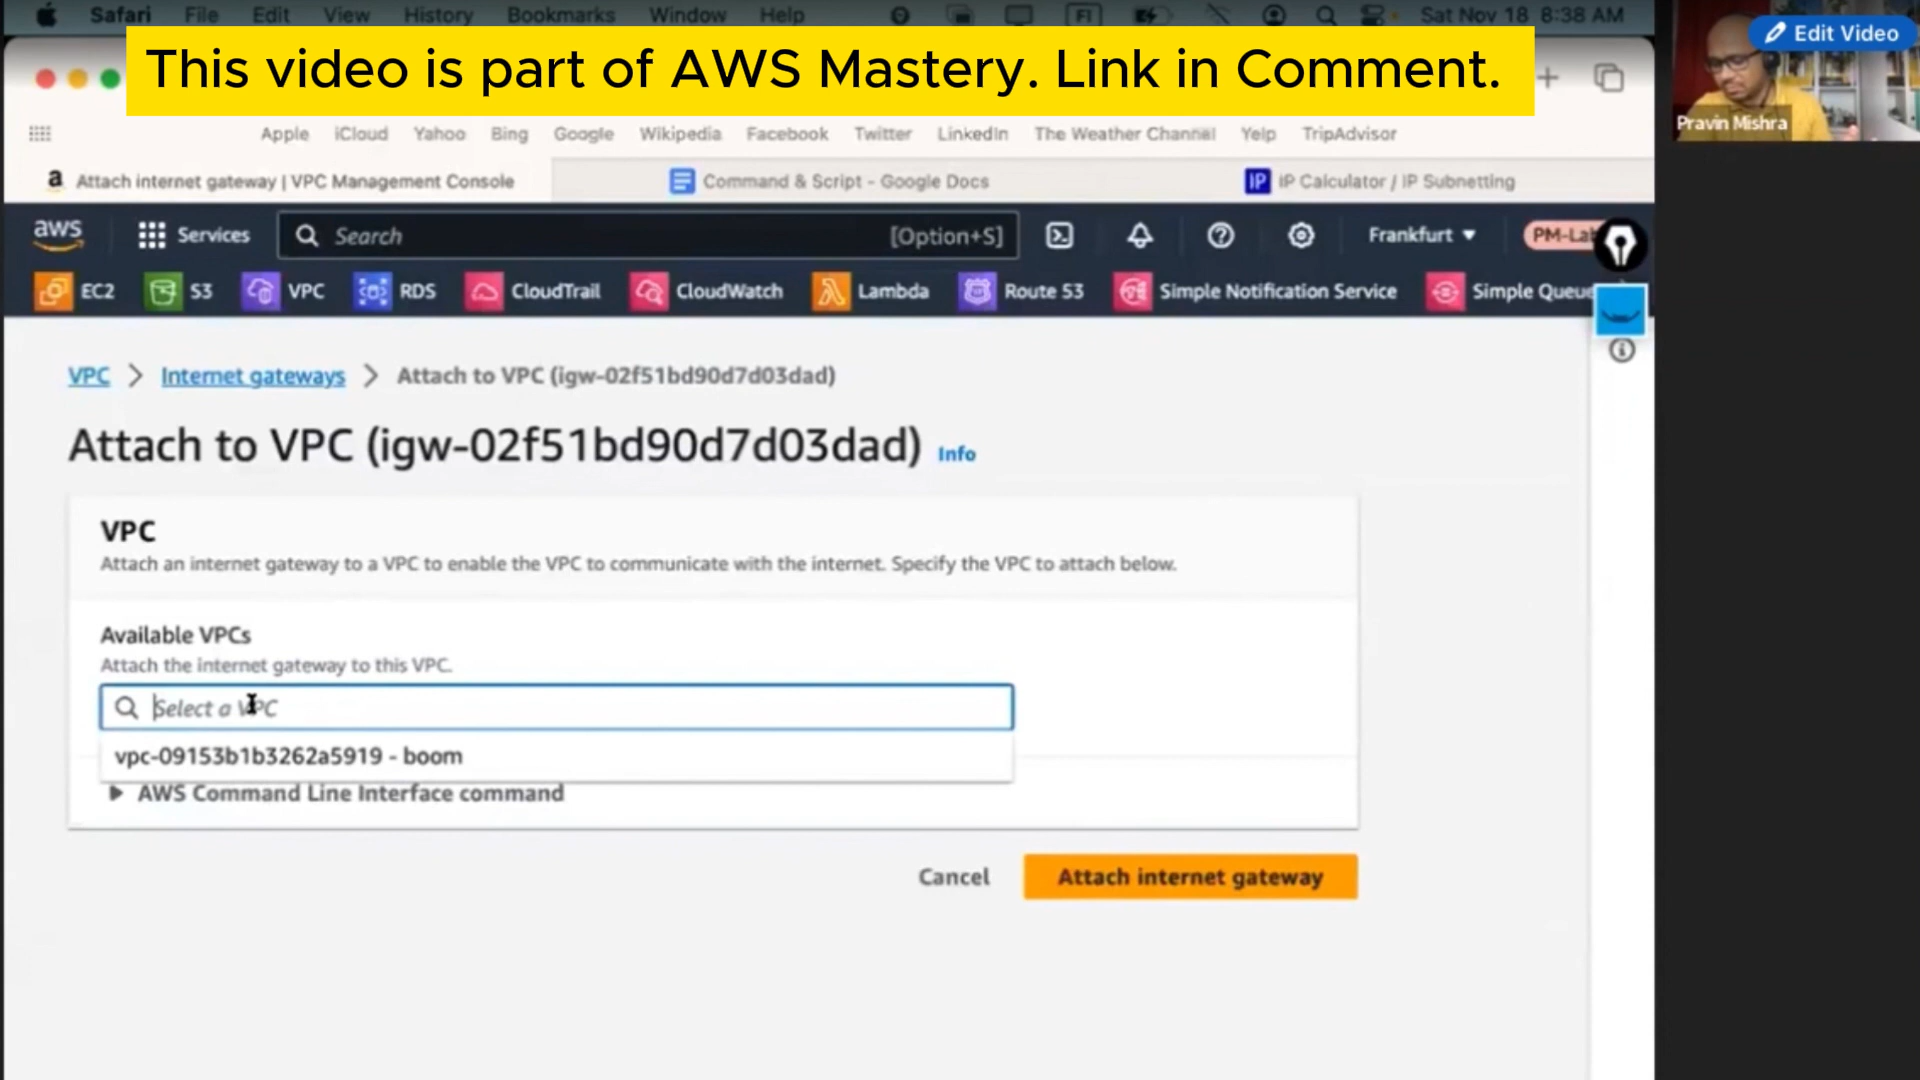 Safari File Edit View History Bookmarks Window Help Sat Nov 18 8:38 AM
Edit Video
This video is part of AWS Mastery. Link in Comment.
Pravin Mishra
Apple iCloud Yahoo Bing Google Wikipedia Facebook Twitter LinkedIn The Weather Channel Yelp TripAdvisor
a Attach internet gateway | VPC Management Console Command & Script - Google Docs IP IP Calculator / IP Subnetting
aws Services Search [Option+S] Frankfurt PM-Lab
EC2 S3 VPC RDS CloudTrail CloudWatch Lambda Route 53 Simple Notification Service Simple Queue
VPC > Internet gateways > Attach to VPC (igw-02f51bd90d7d03dad)
Attach to VPC (igw-02f51bd90d7d03dad) Info
VPC
Attach an internet gateway to a VPC to enable the VPC to communicate with the internet. Specify the VPC to attach below.
Available VPCs
Attach the internet gateway to this VPC.
Select a VPC
vpc-09153b1b3262a5919 - boom
AWS Command Line Interface command
Cancel Attach internet gateway